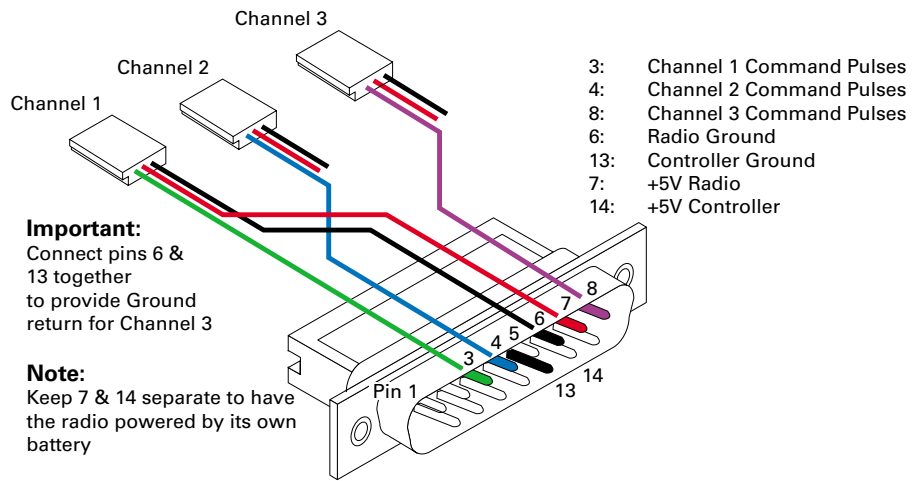 Channel 3
Channel 2
Channel 1
3: Channel 1 Command Pulses
4: Channel 2 Command Pulses
8: Channel 3 Command Pulses
6: Radio Ground
13: Controller Ground
7: +5V Radio
14: +5V Controller
Important:
Connect pins 6 &
13 together
to provide Ground
return for Channel 3
Note:
Keep 7 & 14 separate to have
the radio powered by its own
battery
8
7
6
5
4
3
Pin 1
14
13